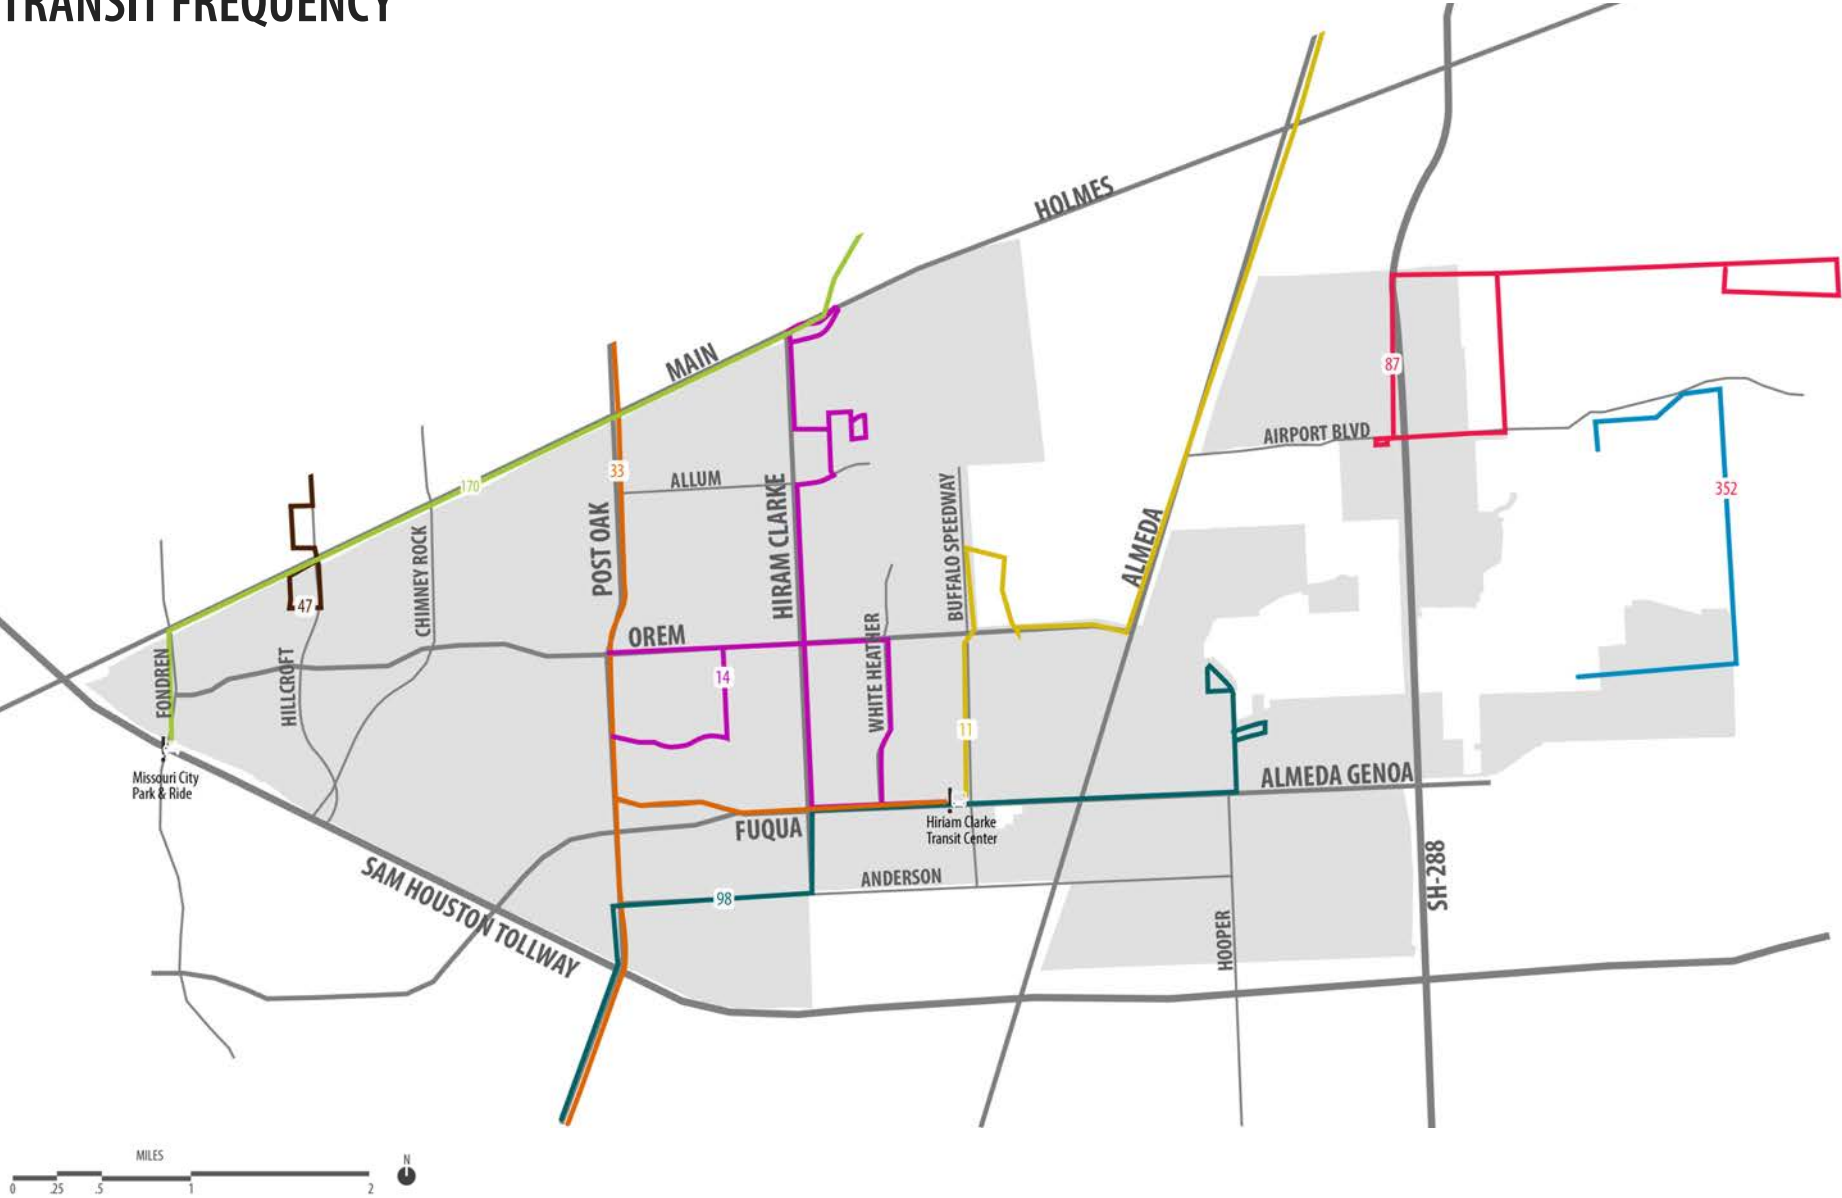 TRANSIT FREQUENCY
HOLMES
MAIN
87
AIRPORT BLVD
33
170
ALLUM
352
POST OAK
HIRAM CLARKE
BUFFALO SPEEDWAY
ALMEDA
CHIMNEY ROCK
47
OREM
WHITE HEATHER
FONDREN
HILLCROFT
14
11
Missouri City
Park & Ride
ALMEDA GENOA
FUQUA
Hiriam Clarke
Transit Center
SAM HOUSTON TOLLWAY
ANDERSON
98
SH-288
HOOPER
MILES
N
0 .25 .5 1 2